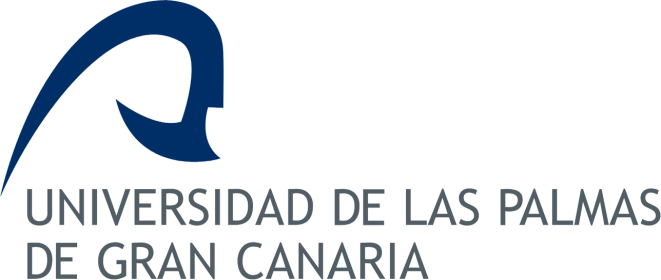 UNIVERSIDAD DE LAS PALMAS
DE GRAN CANARIA